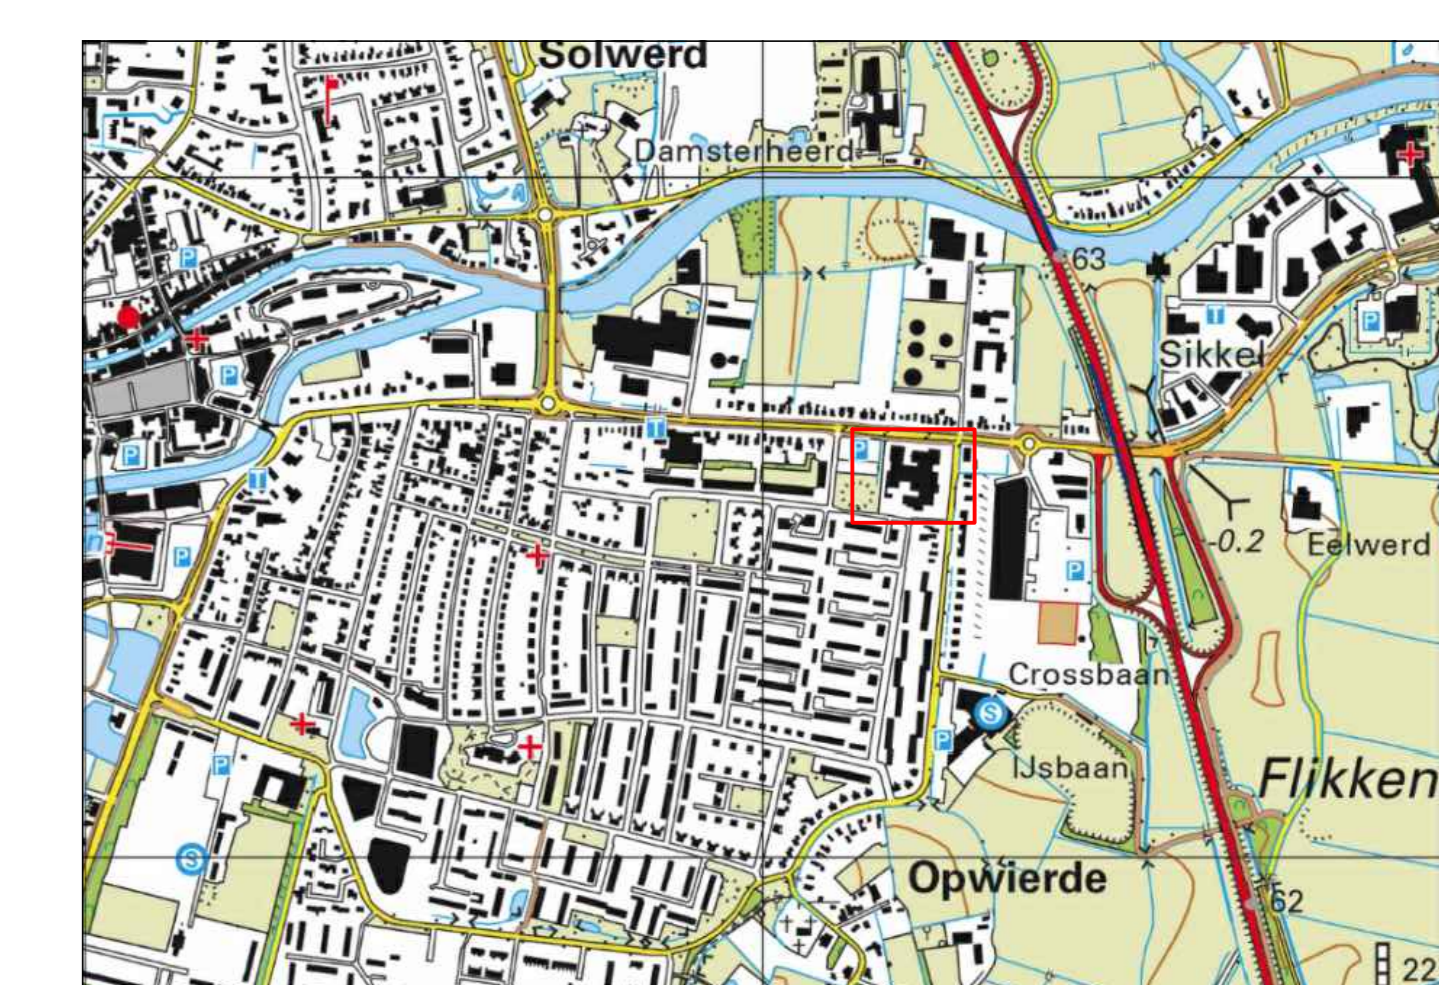 Solwerd
Damsterheerd
P
63
T
P
Sikkel
P
P
T
P
T
P
n
P
-0.2
Eelwerd
P
Crossbaan
S
P
P
IJsbaan
Flikken
S
Opwierde
62
22